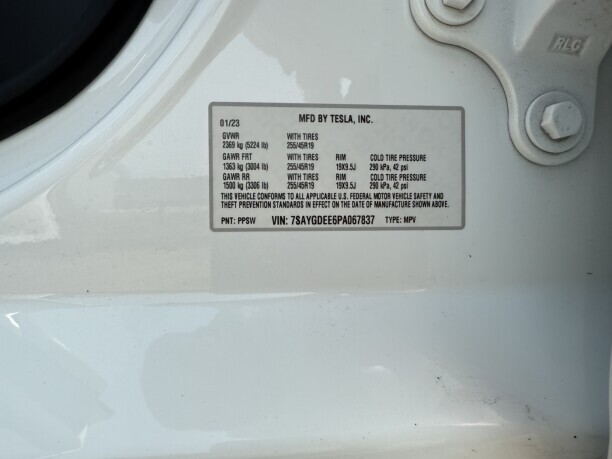 RLG
01/23 MFD BY TESLA, INC.
GVWR WITH TIRES
2369 kg (5224 lb) 255/45R19
GAWR FRT WITH TIRES RIM COLD TIRE PRESSURE
1363 kg (3004 lb) 255/45R19 19X9.5J 290 kPa, 42 psi
GAWR RR WITH TIRES RIM COLD TIRE PRESSURE
1500 kg (3306 lb) 255/45R19 19X9.5J 290 kPa, 42 psi
THIS VEHICLE CONFORMS TO ALL APPLICABLE U.S. FEDERAL MOTOR VEHICLE SAFETY AND
THEFT PREVENTION STANDARDS IN EFFECT ON THE DATE OF MANUFACTURE SHOWN ABOVE.
PNT: PPSW VIN: 7SAYGDEE6PA067837 TYPE: MPV